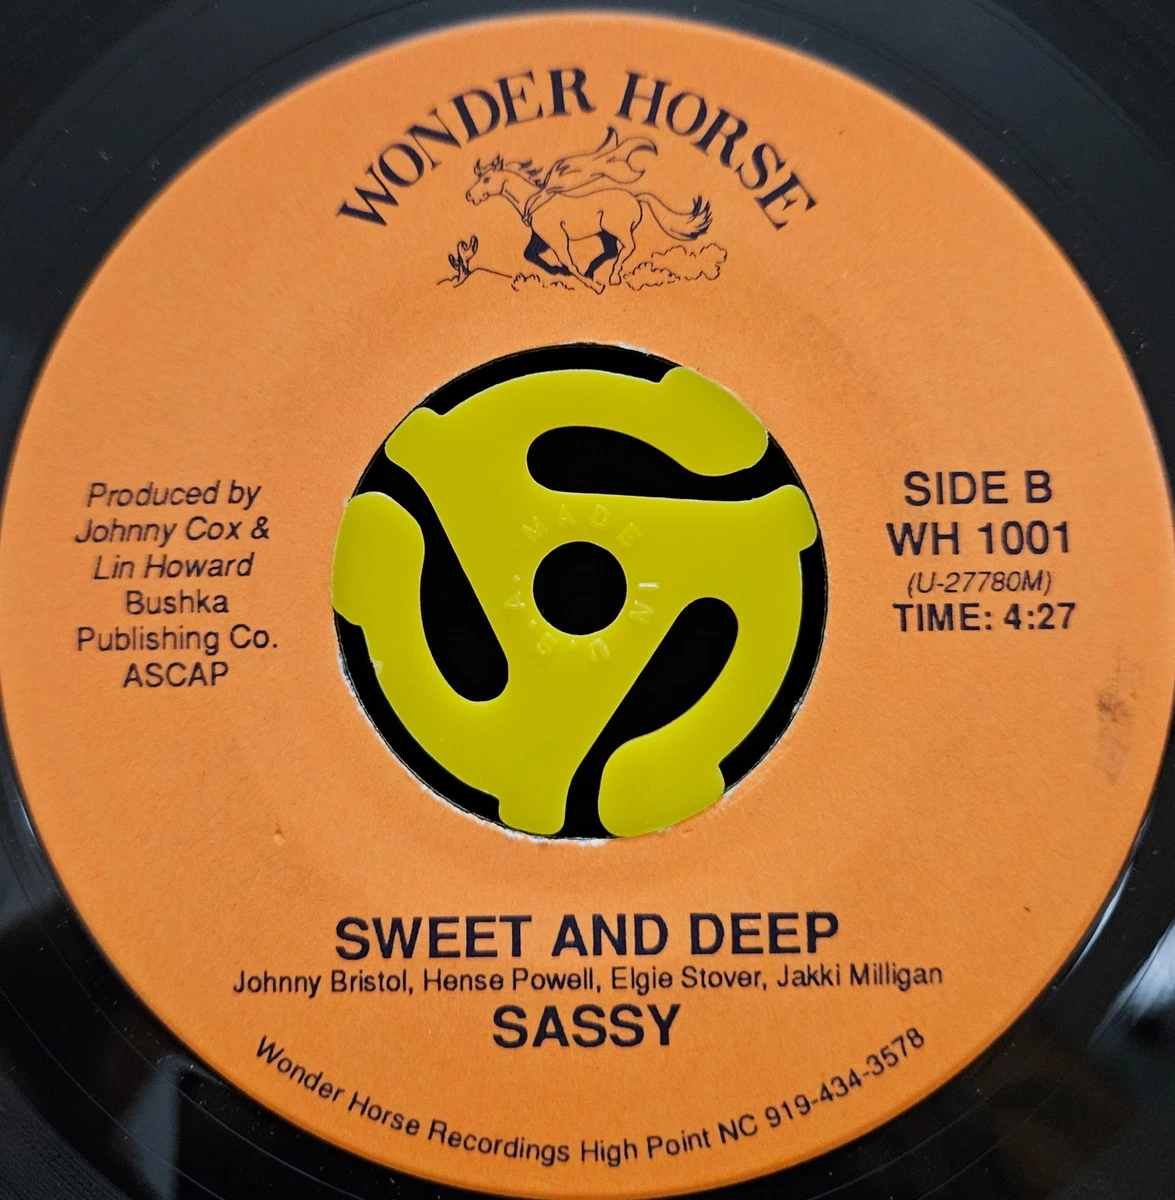 WONDER HORSE
Produced by
Johnny Cox &
Lin Howard
Bushka
Publishing Co.
ASCAP
MADE IN U.S.A.
SIDE B
WH 1001
(U-27780M)
TIME: 4:27
SWEET AND DEEP
Johnny Bristol, Hense Powell, Elgie Stover, Jakki Milligan
SASSY
Wonder Horse Recordings High Point NC 919-434-3578